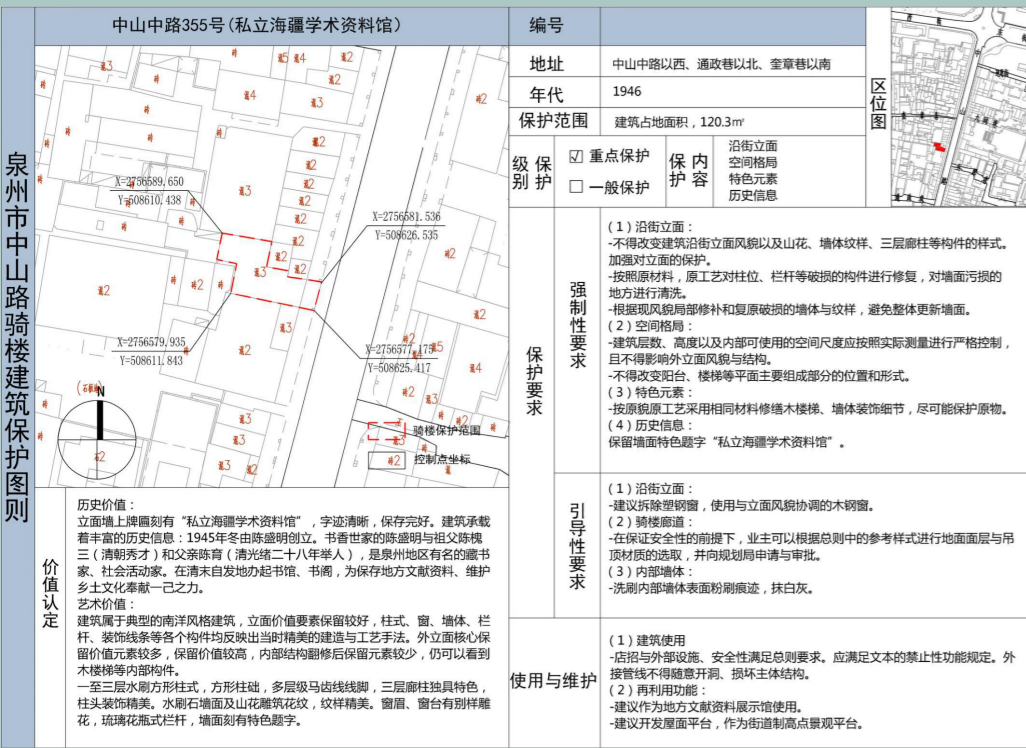 泉州市中山路骑楼建筑保护图则
中山中路355号(私立海疆学术资料馆)
X=2756589.650
Y=508610.438
X=2756581.536
Y=508626.535
X=2756579.935
Y=508611.843
X=2756577.175
Y=508625.417
N
骑楼保护范围
控制点坐标
价值认定
历史价值：
立面墙上牌匾刻有“私立海疆学术资料馆”，字迹清晰，保存完好。建筑承载
着丰富的历史信息：1945年冬由陈盛明创立。书香世家的陈盛明与祖父陈槐
三（清朝秀才）和父亲陈育（清光绪二十八年举人），是泉州地区有名的藏书
家、社会活动家。在清末自发地办起书馆、书阁，为保存地方文献资料、维护
乡土文化奉献一己之力。
艺术价值：
建筑属于典型的南洋风格建筑，立面价值要素保留较好，柱式、窗、墙体、栏
杆、装饰线条等各个构件均反映出当时精美的建造与工艺手法。外立面核心保
留价值元素较多，保留价值较高，内部结构翻修后保留元素较少，仍可以看到
木楼梯等内部构件。
一至三层水刷方形柱式，方形柱础，多层级马齿线线脚，三层廊柱独具特色，
柱头装饰精美。水刷石墙面及山花雕筑花纹，纹样精美。窗眉、窗台有别样雕
花，琉璃花瓶式栏杆，墙面刻有特色题字。
编号
地址
中山中路以西、通政巷以北、奎章巷以南
年代
1946
保护范围
建筑占地面积，120.3㎡
保护级别
☑ 重点保护
□ 一般保护
保护内容
沿街立面
空间格局
特色元素
历史信息
区位图
保护要求
强制性要求
（1）沿街立面：
-不得改变建筑沿街立面风貌以及山花、墙体纹样、三层廊柱等构件的样式。
加强对立面的保护。
-按照原材料，原工艺对柱位、栏杆等破损的构件进行修复，对墙面污损的
地方进行清洗。
-根据现风貌局部修补和复原破损的墙体与纹样，避免整体更新墙面。
（2）空间格局：
-建筑层数、高度以及内部可使用的空间尺度应按照实际测量进行严格控制，
且不得影响外立面风貌与结构。
-不得改变阳台、楼梯等平面主要组成部分的位置和形式。
（3）特色元素：
-按原貌原工艺采用相同材料修缮木楼梯、墙体装饰细节，尽可能保护原物。
（4）历史信息：
保留墙面特色题字“私立海疆学术资料馆”。
引导性要求
（1）沿街立面：
-建议拆除塑钢窗，使用与立面风貌协调的木钢窗。
（2）骑楼廊道：
-在保证安全性的前提下，业主可以根据总则中的参考样式进行地面面层与吊
顶材质的选取，并向规划局申请与审批。
（3）内部墙体：
-洗刷内部墙体表面粉刷痕迹，抹白灰。
使用与维护
（1）建筑使用
-店招与外部设施、安全性满足总则要求。应满足文本的禁止性功能规定。外
接管线不得随意开洞、损坏主体结构。
（2）再利用功能：
-建议作为地方文献资料展示馆使用。
-建议开发屋面平台，作为街道制高点景观平台。